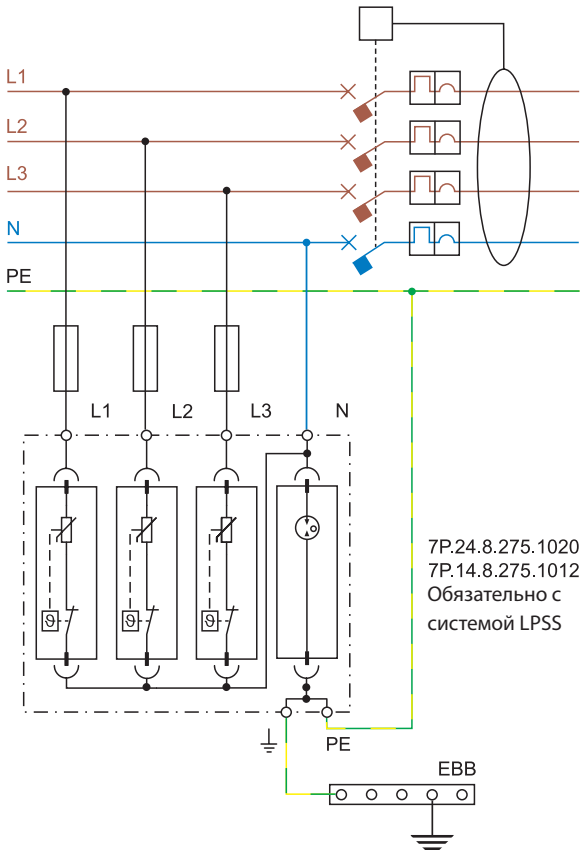 L1
L2
L3
N
PE
L1
L2
L3
N
ϑ
ϑ
ϑ
7P.24.8.275.1020
7P.14.8.275.1012
Обязательно с
системой LPSS
PE
EBB